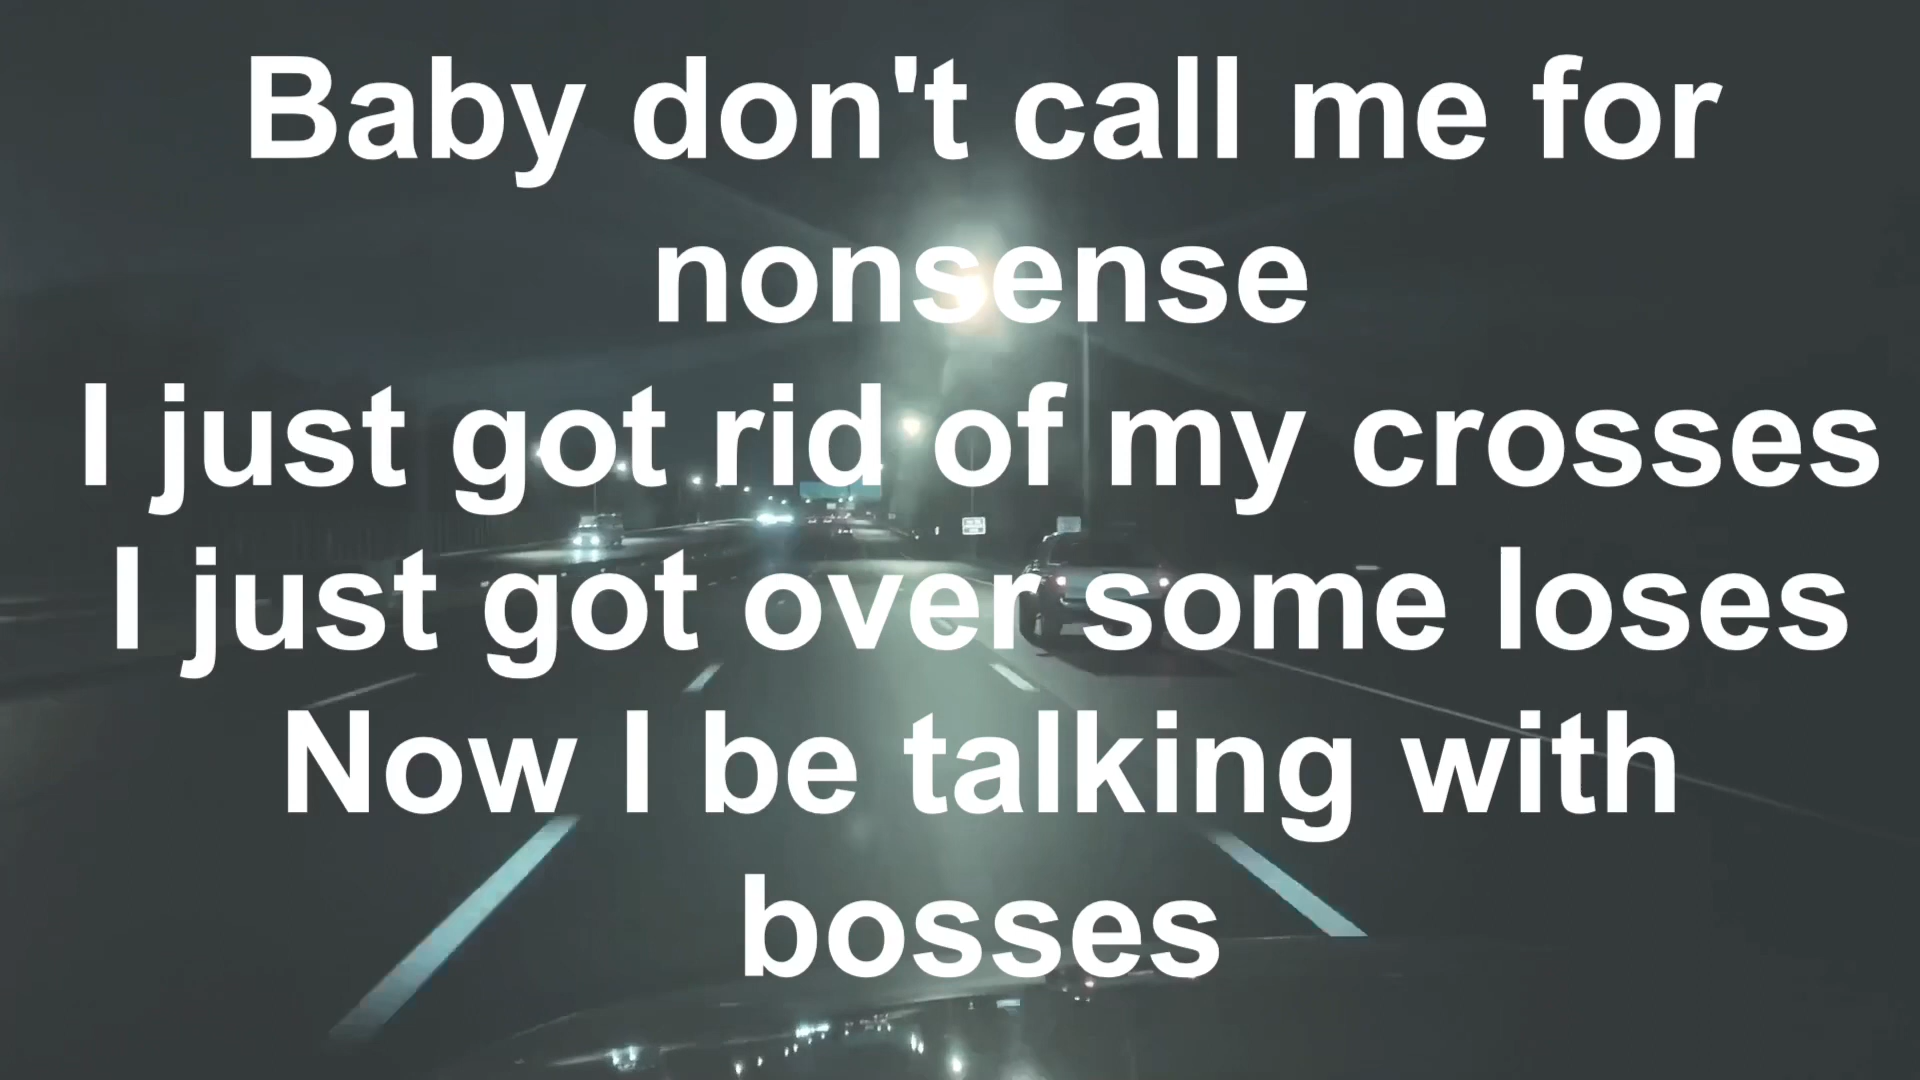 Baby don't call me for
nonsense
I just got rid of my crosses
I just got over some loses
Now I be talking with
bosses